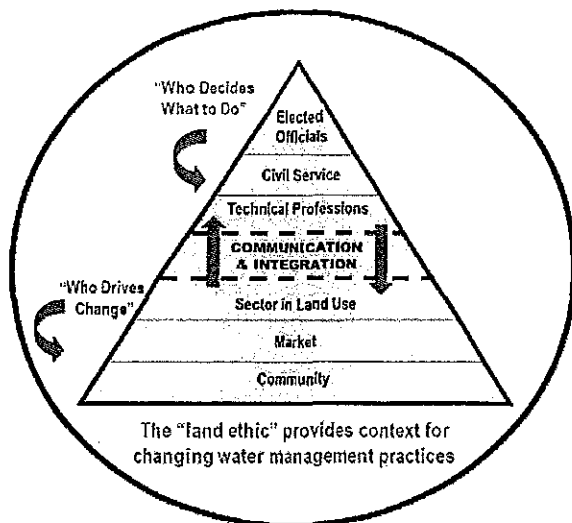 "Who Decides
What to Do"
Elected
Officials
Civil Service
Technical Professions
COMMUNICATION
& INTEGRATION
"Who Drives
Change"
Sector in Land Use
Market
Community
The "land ethic" provides context for
changing water management practices